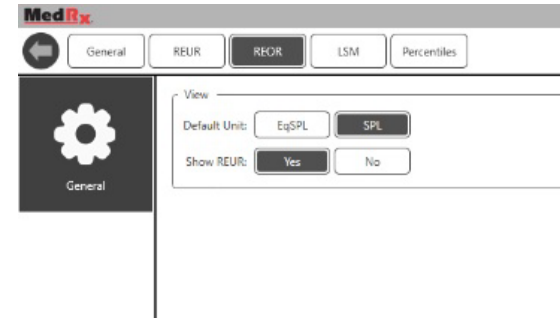 MedRx
General REUR REOR LSM Percentiles
View
Default Unit: EqSPL SPL
Show REUR: Yes No
General